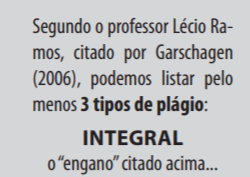 Segundo o professor Lécio Ra-
mos, citado por Garschagen
(2006), podemos listar pelo
menos 3 tipos de plágio:
INTEGRAL
o “engano” citado acima...